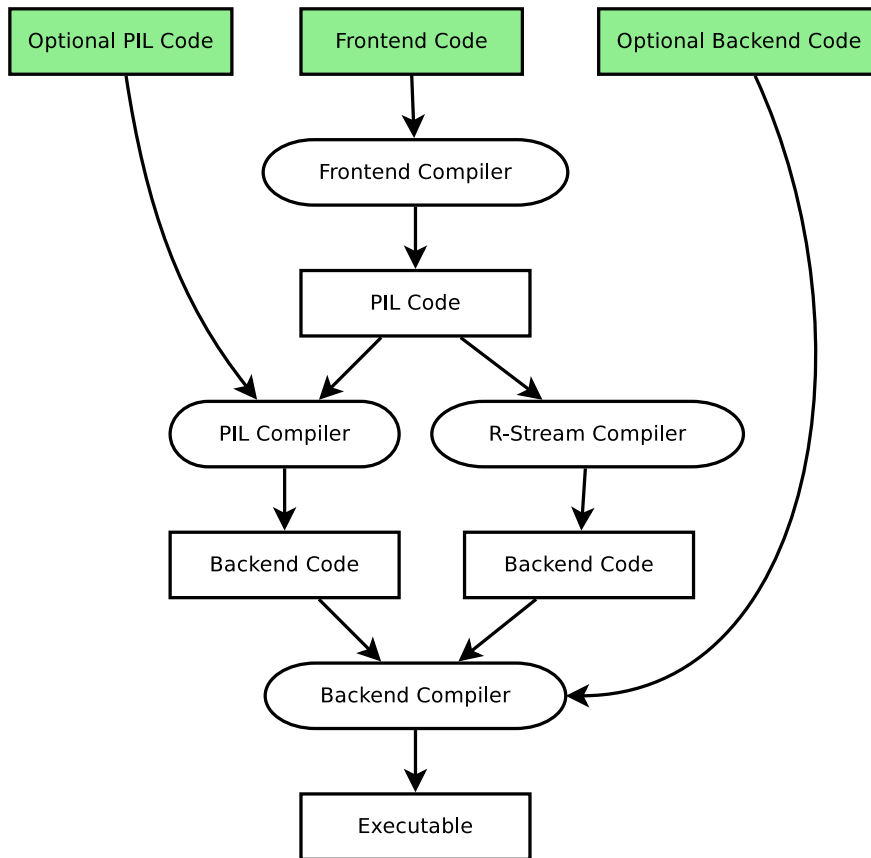 Optional PIL Code
Frontend Code
Optional Backend Code
Frontend Compiler
PIL Code
PIL Compiler
R-Stream Compiler
Backend Code
Backend Code
Backend Compiler
Executable